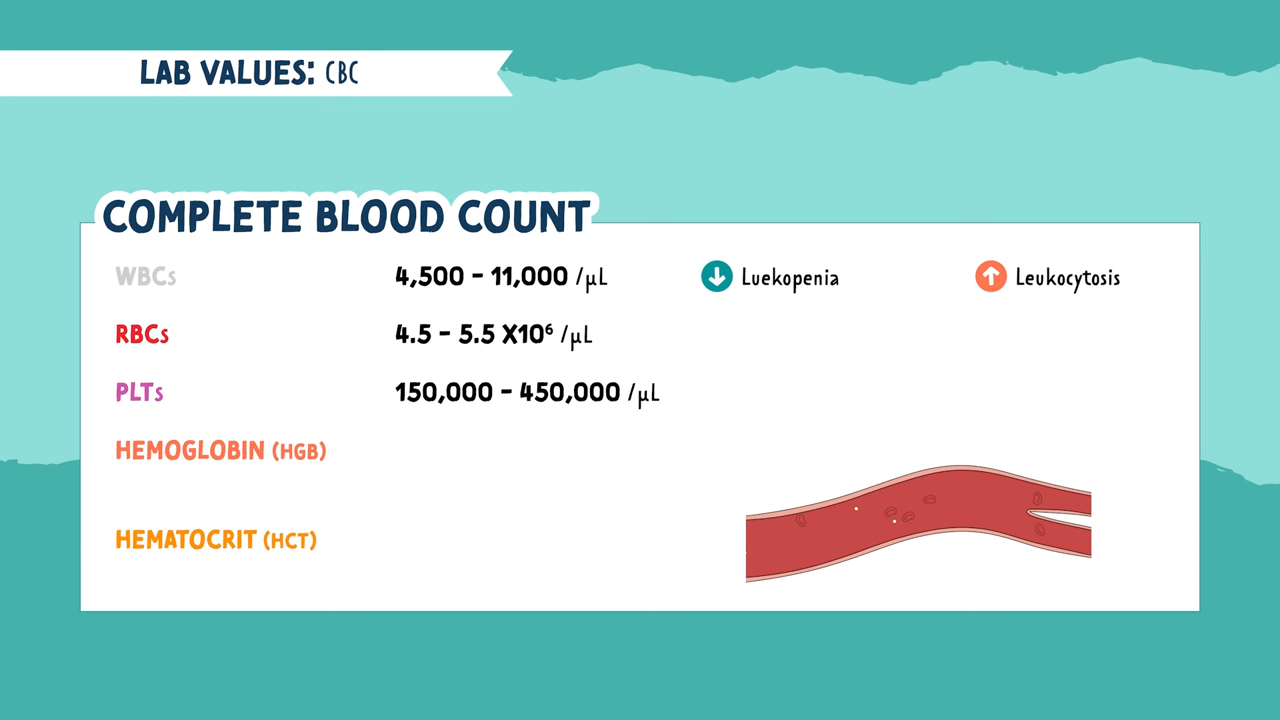 LAB VALUES: CBC
COMPLETE BLOOD COUNT
WBCs 4,500 - 11,000 /μL Luekopenia Leukocytosis
RBCs 4.5 - 5.5 X10⁶ /μL
PLTs 150,000 - 450,000 /μL
HEMOGLOBIN (HGB)
HEMATOCRIT (HCT)